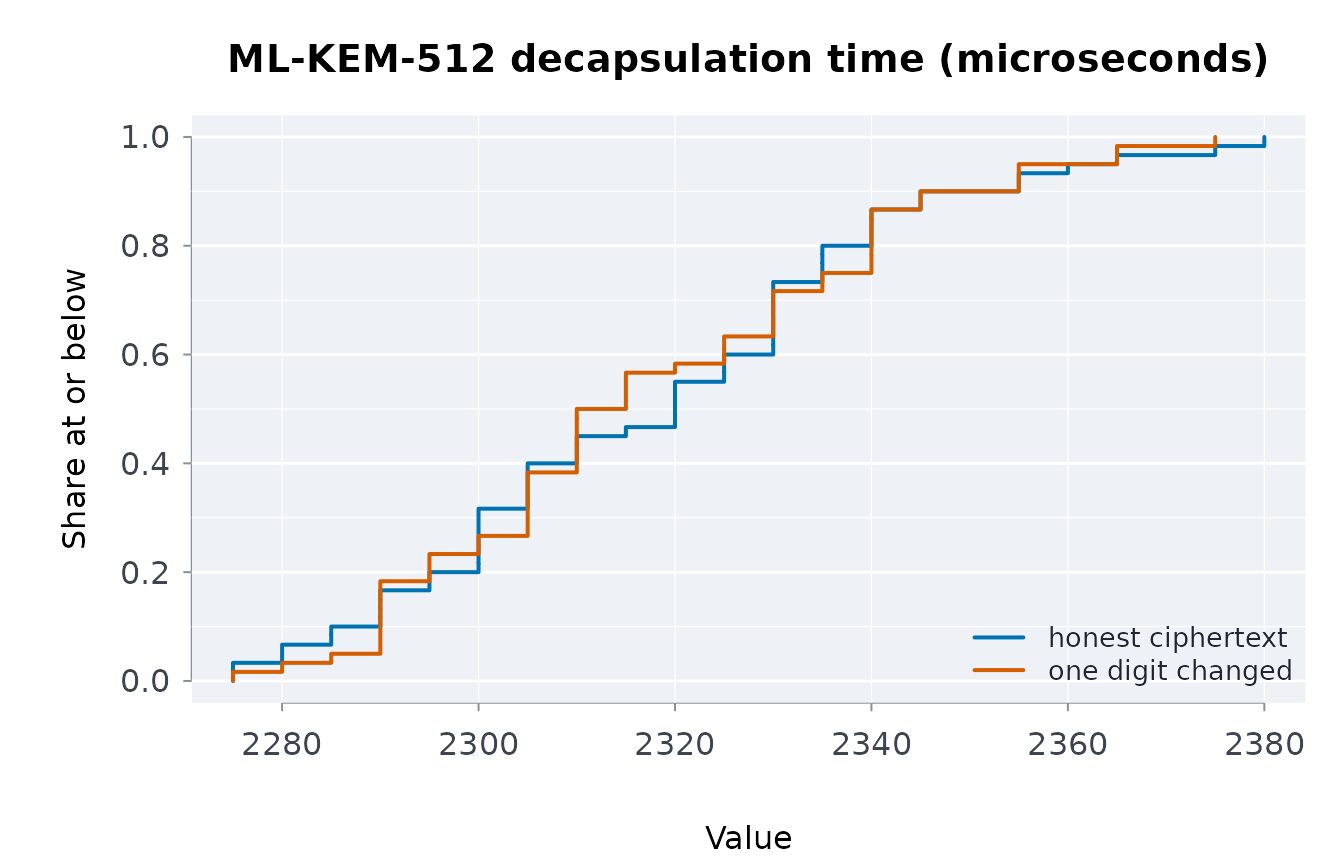 ML-KEM-512 decapsulation time (microseconds)
1.0
0.8
0.6
0.4
0.2
0.0
Share at or below
honest ciphertext
one digit changed
2280 2300 2320 2340 2360 2380
Value